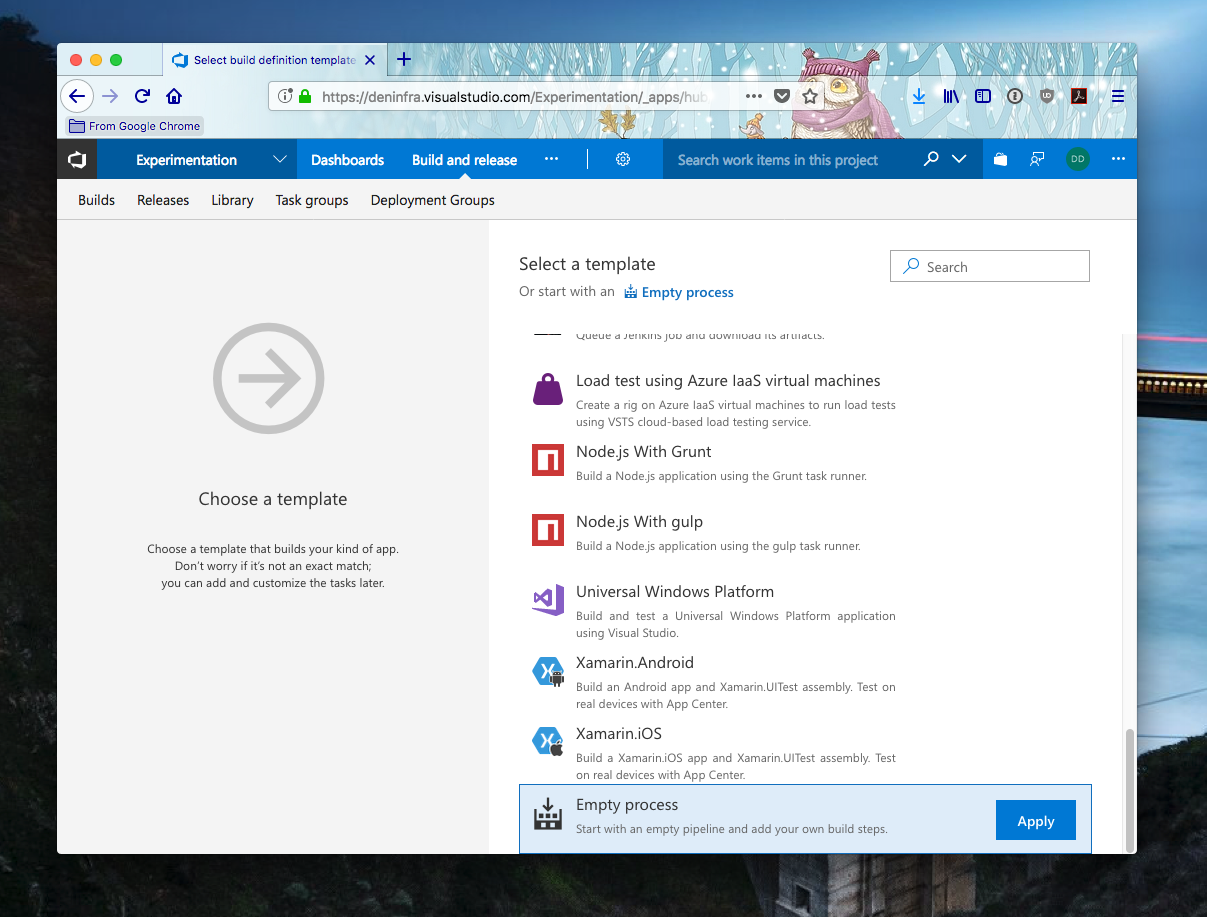 Select build definition template
https://deninfra.visualstudio.com/Experimentation/_apps/hub
From Google Chrome
Experimentation
Dashboards
Build and release
Search work items in this project
DD
Builds
Releases
Library
Task groups
Deployment Groups
Choose a template
Choose a template that builds your kind of app.
Don't worry if it's not an exact match;
you can add and customize the tasks later.
Select a template
Search
Or start with an Empty process
Queue a Jenkins job and download its artifacts.
Load test using Azure IaaS virtual machines
Create a rig on Azure IaaS virtual machines to run load tests
using VSTS cloud-based load testing service.
Node.js With Grunt
Build a Node.js application using the Grunt task runner.
Node.js With gulp
Build a Node.js application using the gulp task runner.
Universal Windows Platform
Build and test a Universal Windows Platform application
using Visual Studio.
Xamarin.Android
Build an Android app and Xamarin.UITest assembly. Test on
real devices with App Center.
Xamarin.iOS
Build a Xamarin.iOS app and Xamarin.UITest assembly. Test
on real devices with App Center.
Empty process
Start with an empty pipeline and add your own build steps.
Apply